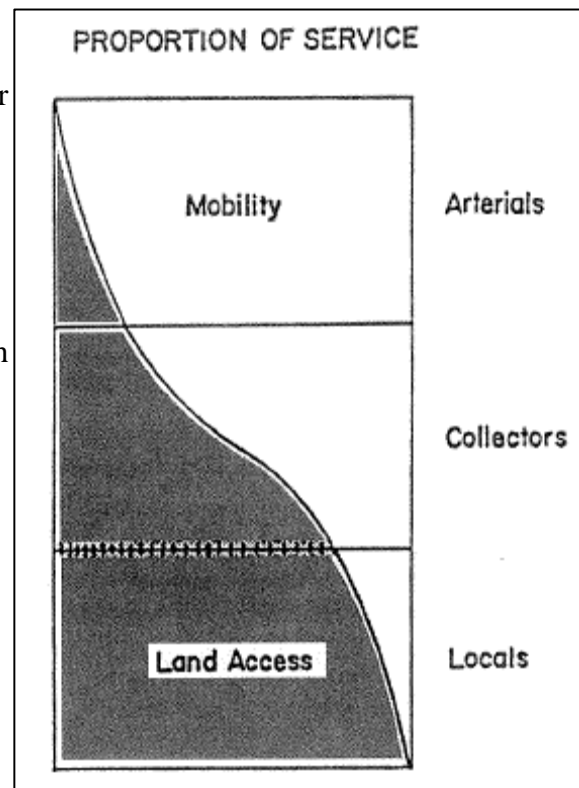 PROPORTION OF SERVICE
r
Mobility
Arterials
n
Collectors
Land Access
Locals